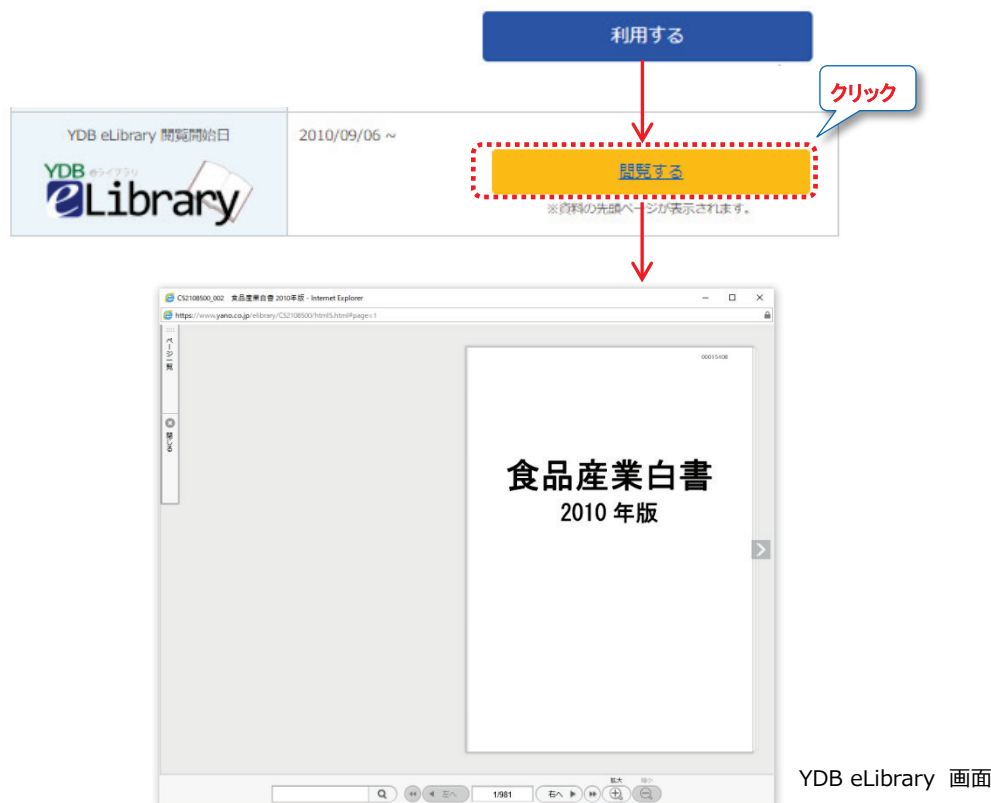 利用する
クリック
YDB eLibrary 閲覧開始日
2010/09/06 ~
YDB eライブラリ
eLibrary
閲覧する
※資料の先頭ページが表示されます。
CS2108500_002 食品産業白書 2010年版 - Internet Explorer
https://www.yano.co.jp/elibrary/CS2108500/html5.html#page=1
ページ一覧
閉じる
00015408
食品産業白書
2010 年版
拡大 縮小
左へ 1/981 右へ
YDB eLibrary 画面